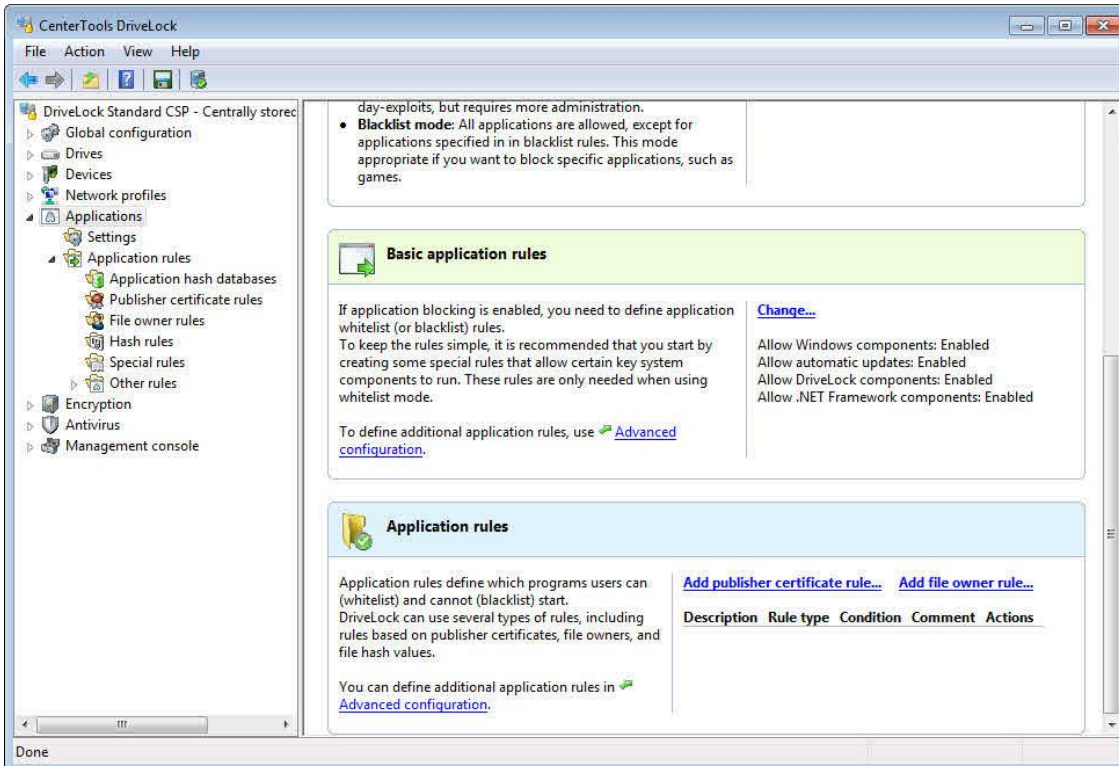 CenterTools DriveLock
File Action View Help
DriveLock Standard CSP - Centrally stored
Global configuration
Drives
Devices
Network profiles
Applications
Settings
Application rules
Application hash databases
Publisher certificate rules
File owner rules
Hash rules
Special rules
Other rules
Encryption
Antivirus
Management console
day-exploits, but requires more administration.
• Blacklist mode: All applications are allowed, except for
applications specified in in blacklist rules. This mode
appropriate if you want to block specific applications, such as
games.
Basic application rules
If application blocking is enabled, you need to define application
whitelist (or blacklist) rules.
To keep the rules simple, it is recommended that you start by
creating some special rules that allow certain key system
components to run. These rules are only needed when using
whitelist mode.
To define additional application rules, use Advanced
configuration.
Change...
Allow Windows components: Enabled
Allow automatic updates: Enabled
Allow DriveLock components: Enabled
Allow .NET Framework components: Enabled
Application rules
Application rules define which programs users can
(whitelist) and cannot (blacklist) start.
DriveLock can use several types of rules, including
rules based on publisher certificates, file owners, and
file hash values.
You can define additional application rules in
Advanced configuration.
Add publisher certificate rule... Add file owner rule...
Description Rule type Condition Comment Actions
Done